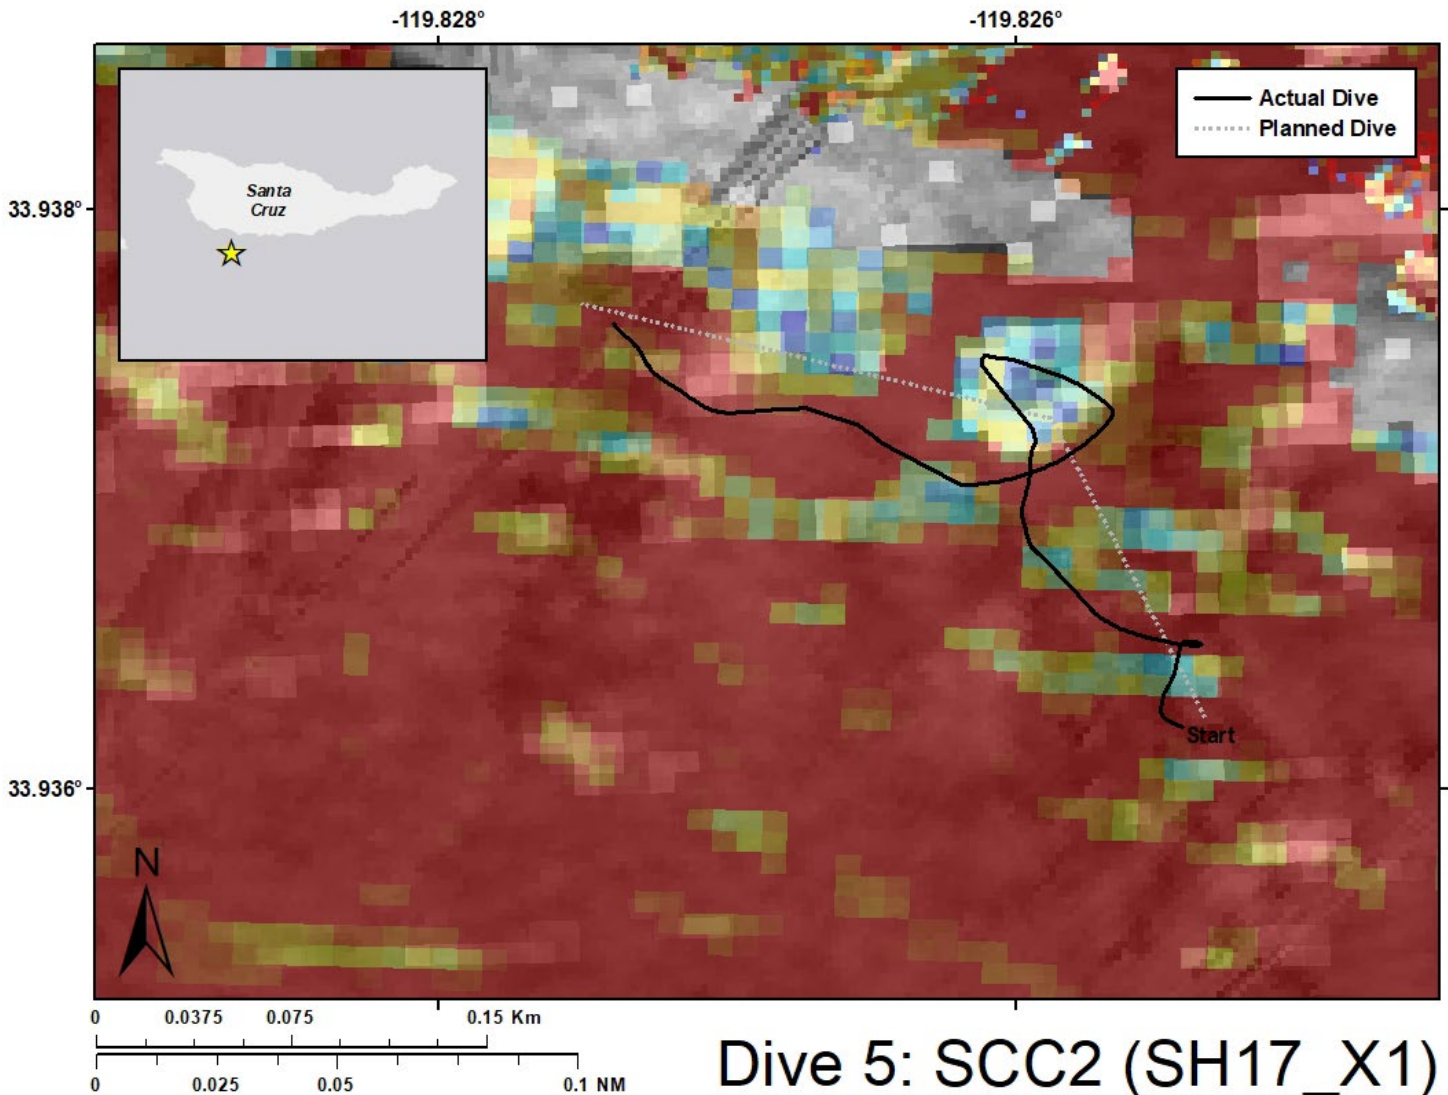 -119.828°
-119.826°
Actual Dive
Planned Dive
Santa
Cruz
33.938°
Start
33.936°
N
0 0.0375 0.075 0.15 Km
0 0.025 0.05 0.1 NM
Dive 5: SCC2 (SH17_X1)